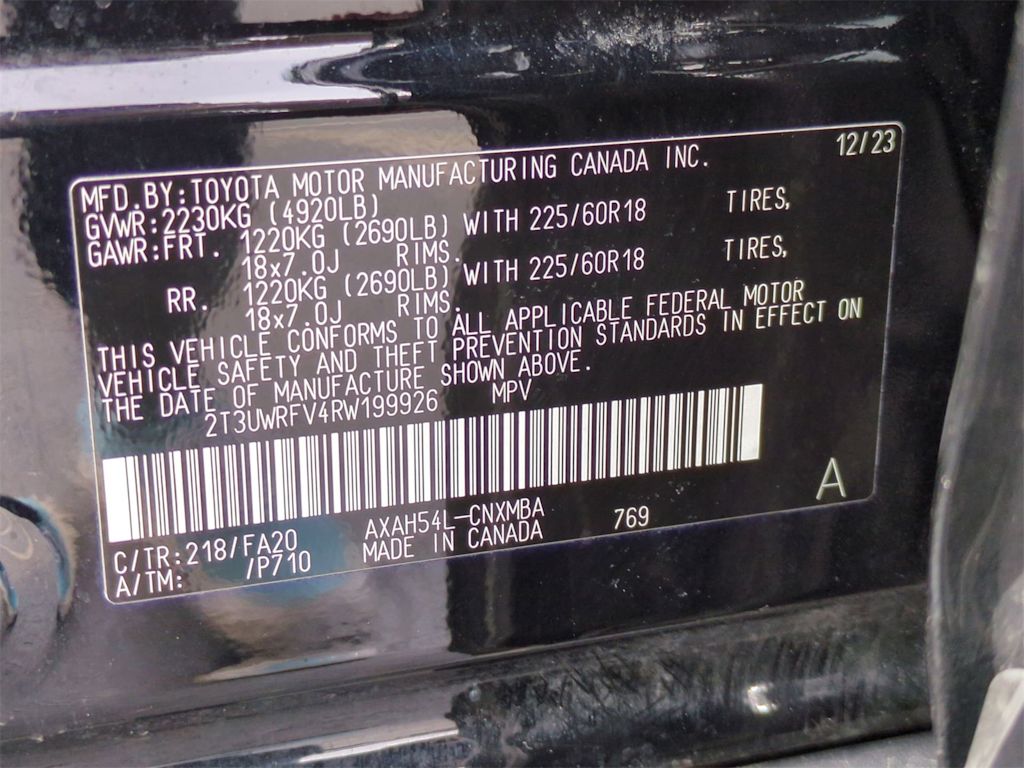 12/23
MFD.BY:TOYOTA MOTOR MANUFACTURING CANADA INC.
GVWR:2230KG (4920LB)
GAWR:FRT. 1220KG (2690LB) WITH 225/60R18 TIRES,
18x7.0J RIMS.
RR. 1220KG (2690LB) WITH 225/60R18 TIRES,
18x7.0J RIMS.
THIS VEHICLE CONFORMS TO ALL APPLICABLE FEDERAL MOTOR
VEHICLE SAFETY AND THEFT PREVENTION STANDARDS IN EFFECT ON
THE DATE OF MANUFACTURE SHOWN ABOVE.
2T3UWRFV4RW199926 MPV
A
C/TR:218/FA20 AXAH54L-CNXMBA 769
A/TM: /P710 MADE IN CANADA